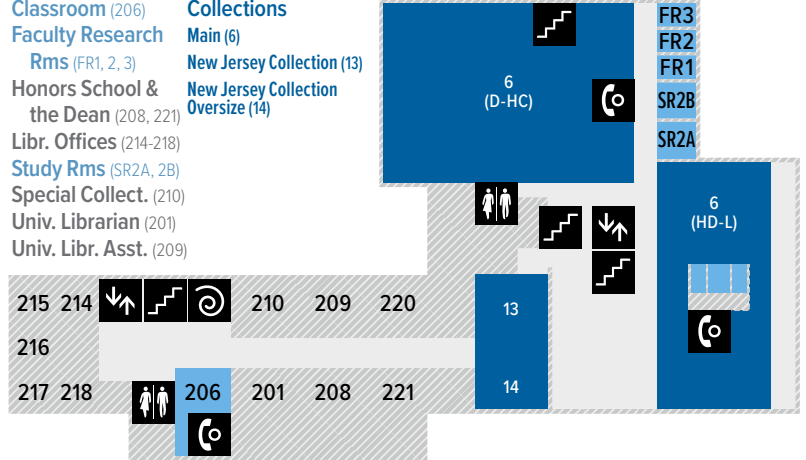 Classroom (206)
Faculty Research
Rms (FR1, 2, 3)
Honors School &
the Dean (208, 221)
Libr. Offices (214-218)
Study Rms (SR2A, 2B)
Special Collect. (210)
Univ. Librarian (201)
Univ. Libr. Asst. (209)
Collections
Main (6)
New Jersey Collection (13)
New Jersey Collection
Oversize (14)
6
(D-HC)
FR3
FR2
FR1
SR2B
SR2A
6
(HD-L)
215 214
210 209 220
13
216
217 218
206
201 208 221
14